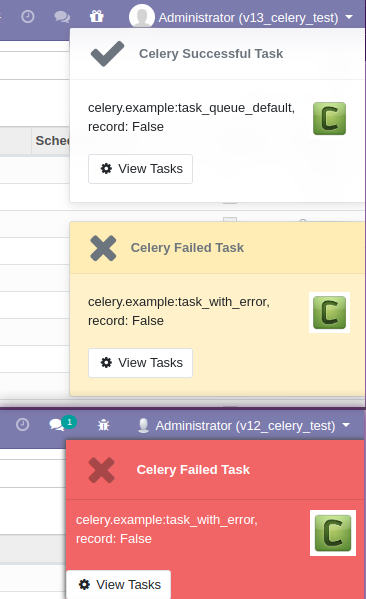 Administrator (v13_celery_test)
Celery Successful Task
celery.example:task_queue_default,
record: False
Sched
View Tasks
Celery Failed Task
celery.example:task_with_error,
record: False
View Tasks
1
Administrator (v12_celery_test)
Celery Failed Task
celery.example:task_with_error,
record: False
View Tasks